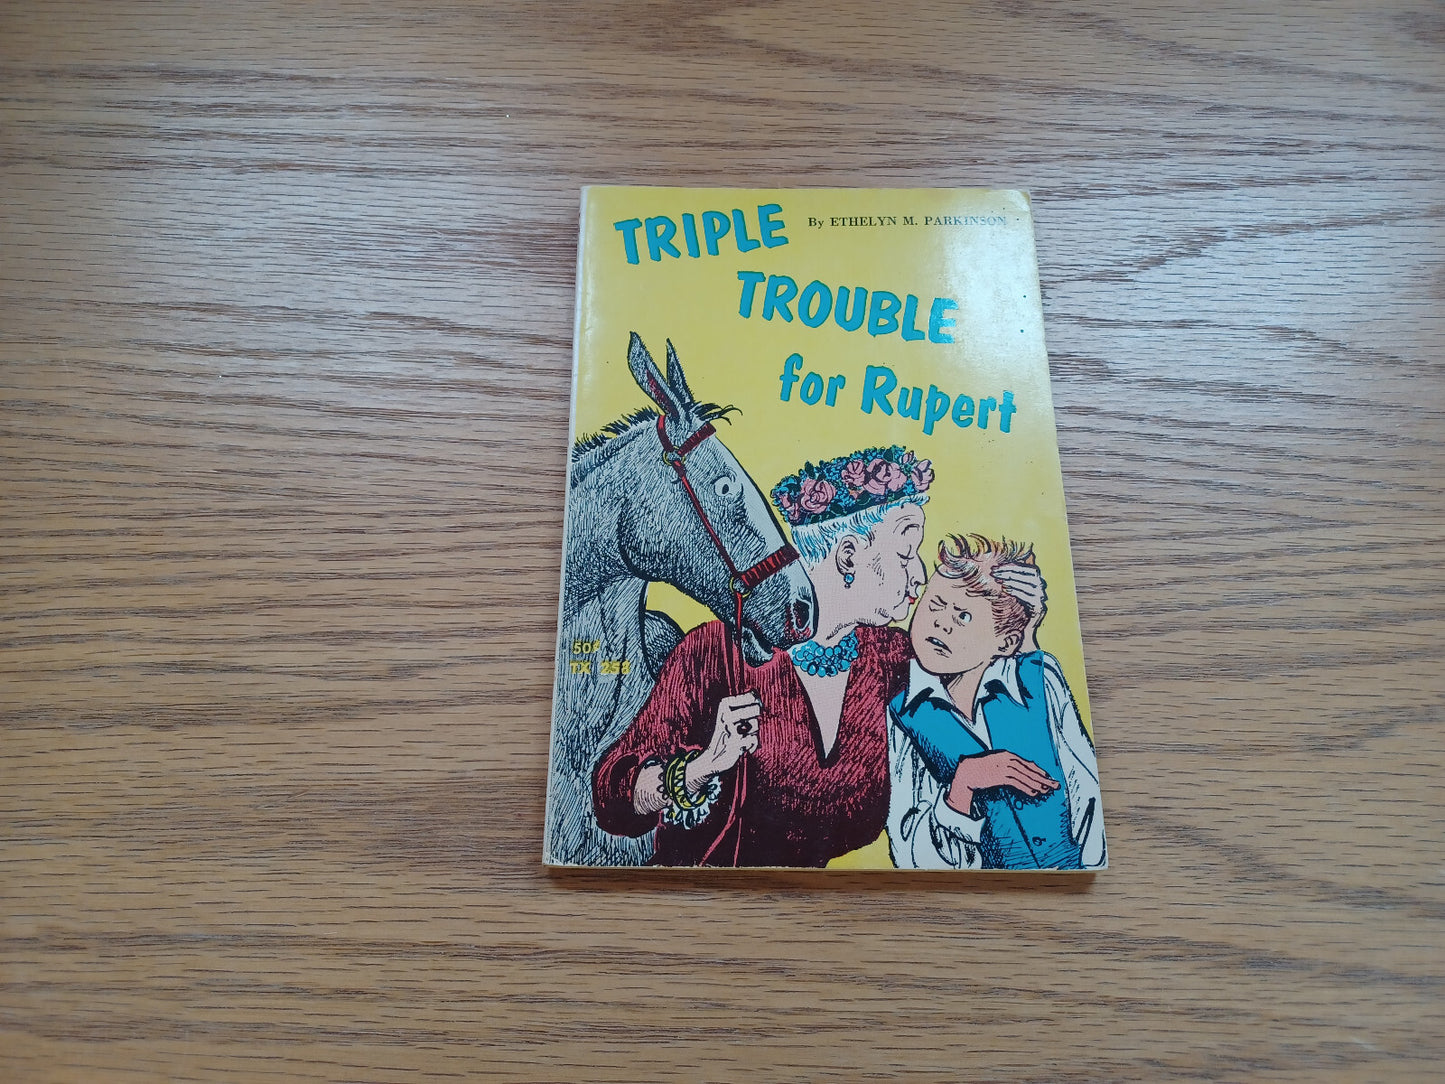 TRIPLE
By ETHELYN M. PARKINSON
TROUBLE
for Rupert
50¢
TX 258